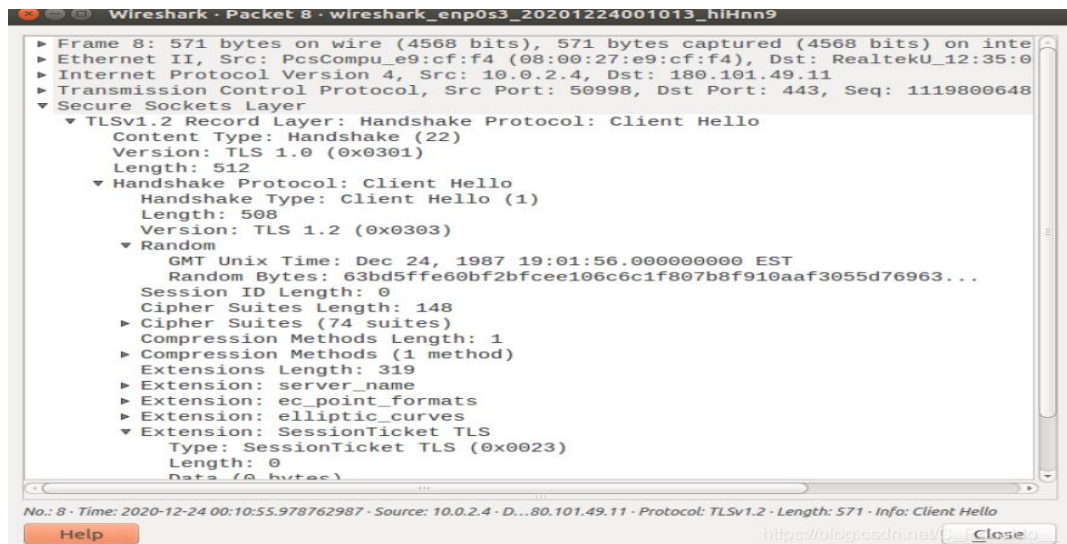 Wireshark · Packet 8 · wireshark_enp0s3_20201224001013_hiHnn9
Frame 8: 571 bytes on wire (4568 bits), 571 bytes captured (4568 bits) on inte
Ethernet II, Src: PcsCompu_e9:cf:f4 (08:00:27:e9:cf:f4), Dst: RealtekU_12:35:0
Internet Protocol Version 4, Src: 10.0.2.4, Dst: 180.101.49.11
Transmission Control Protocol, Src Port: 50998, Dst Port: 443, Seq: 1119800648
Secure Sockets Layer
TLSv1.2 Record Layer: Handshake Protocol: Client Hello
Content Type: Handshake (22)
Version: TLS 1.0 (0x0301)
Length: 512
Handshake Protocol: Client Hello
Handshake Type: Client Hello (1)
Length: 508
Version: TLS 1.2 (0x0303)
Random
GMT Unix Time: Dec 24, 1987 19:01:56.000000000 EST
Random Bytes: 63bd5ffe60bf2bfcee106c6c1f807b8f910aaf3055d76963...
Session ID Length: 0
Cipher Suites Length: 148
Cipher Suites (74 suites)
Compression Methods Length: 1
Compression Methods (1 method)
Extensions Length: 319
Extension: server_name
Extension: ec_point_formats
Extension: elliptic_curves
Extension: SessionTicket TLS
Type: SessionTicket TLS (0x0023)
Length: 0
Data (0 bytes)
No.: 8 · Time: 2020-12-24 00:10:55.978762987 · Source: 10.0.2.4 · D...80.101.49.11 · Protocol: TLSv1.2 · Length: 571 · Info: Client Hello
Help
Close